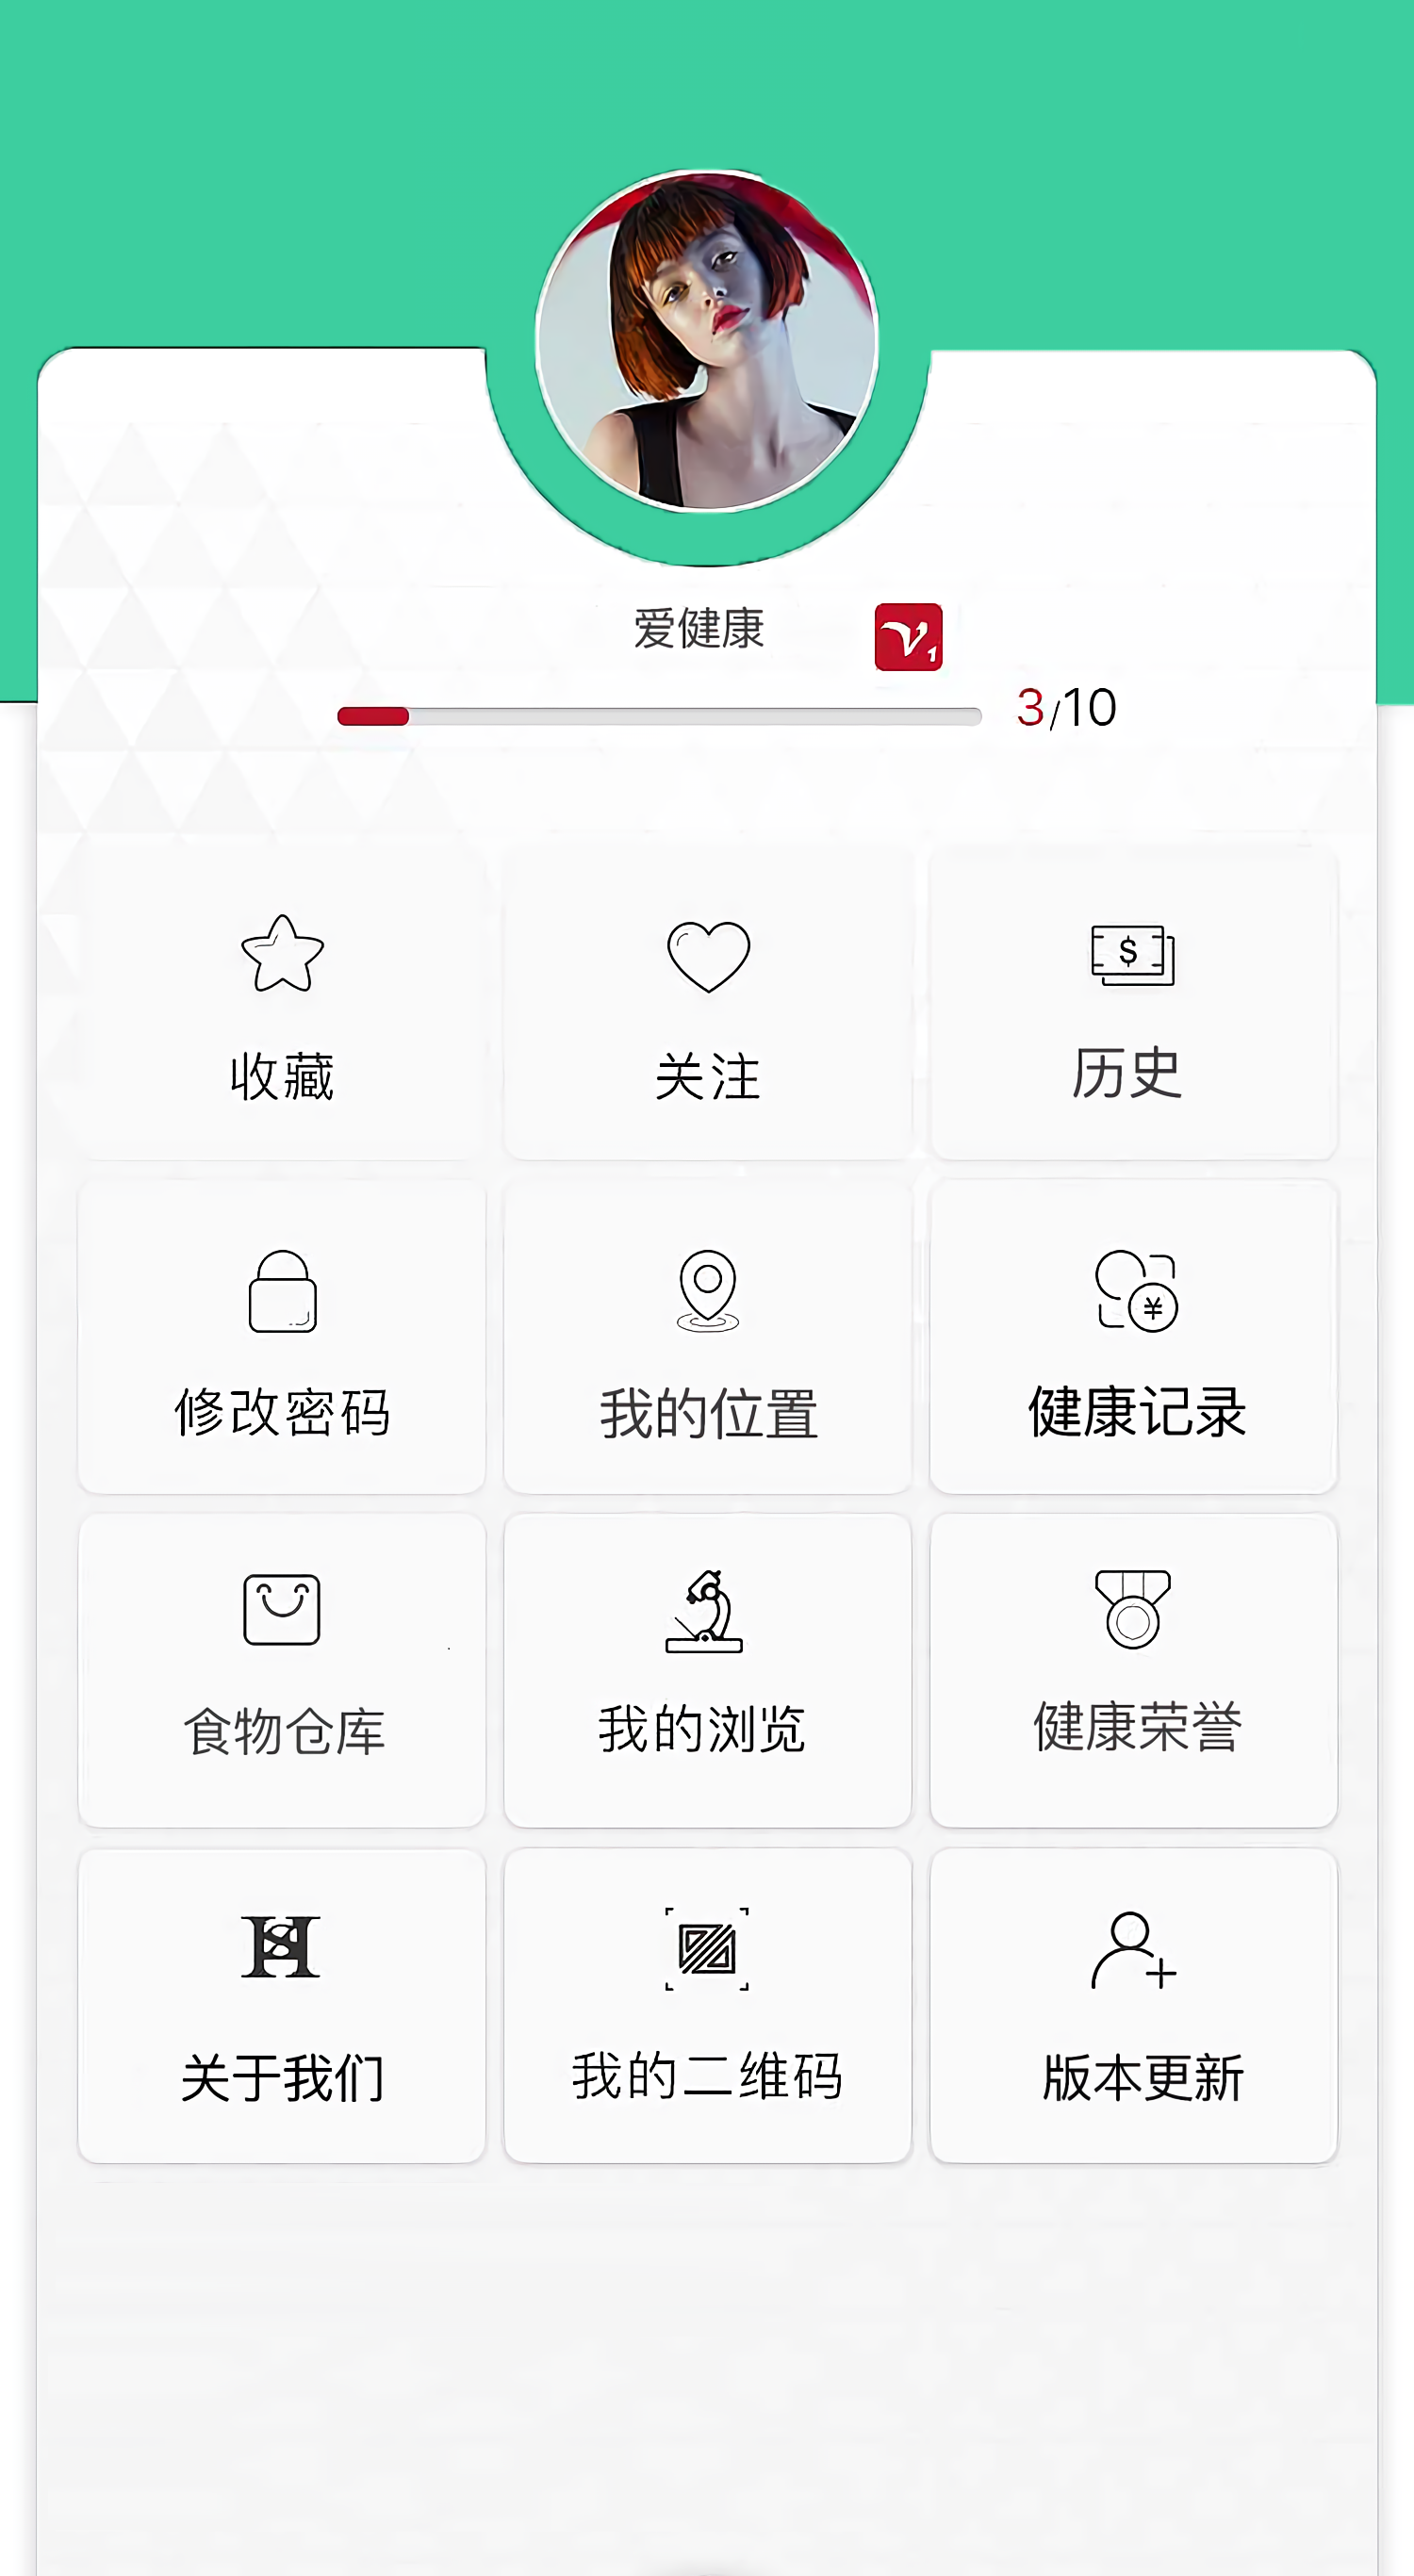 爱健康 V1
3/10
收藏 关注 历史
修改密码 我的位置 健康记录
食物仓库 我的浏览 健康荣誉
关于我们 我的二维码 版本更新